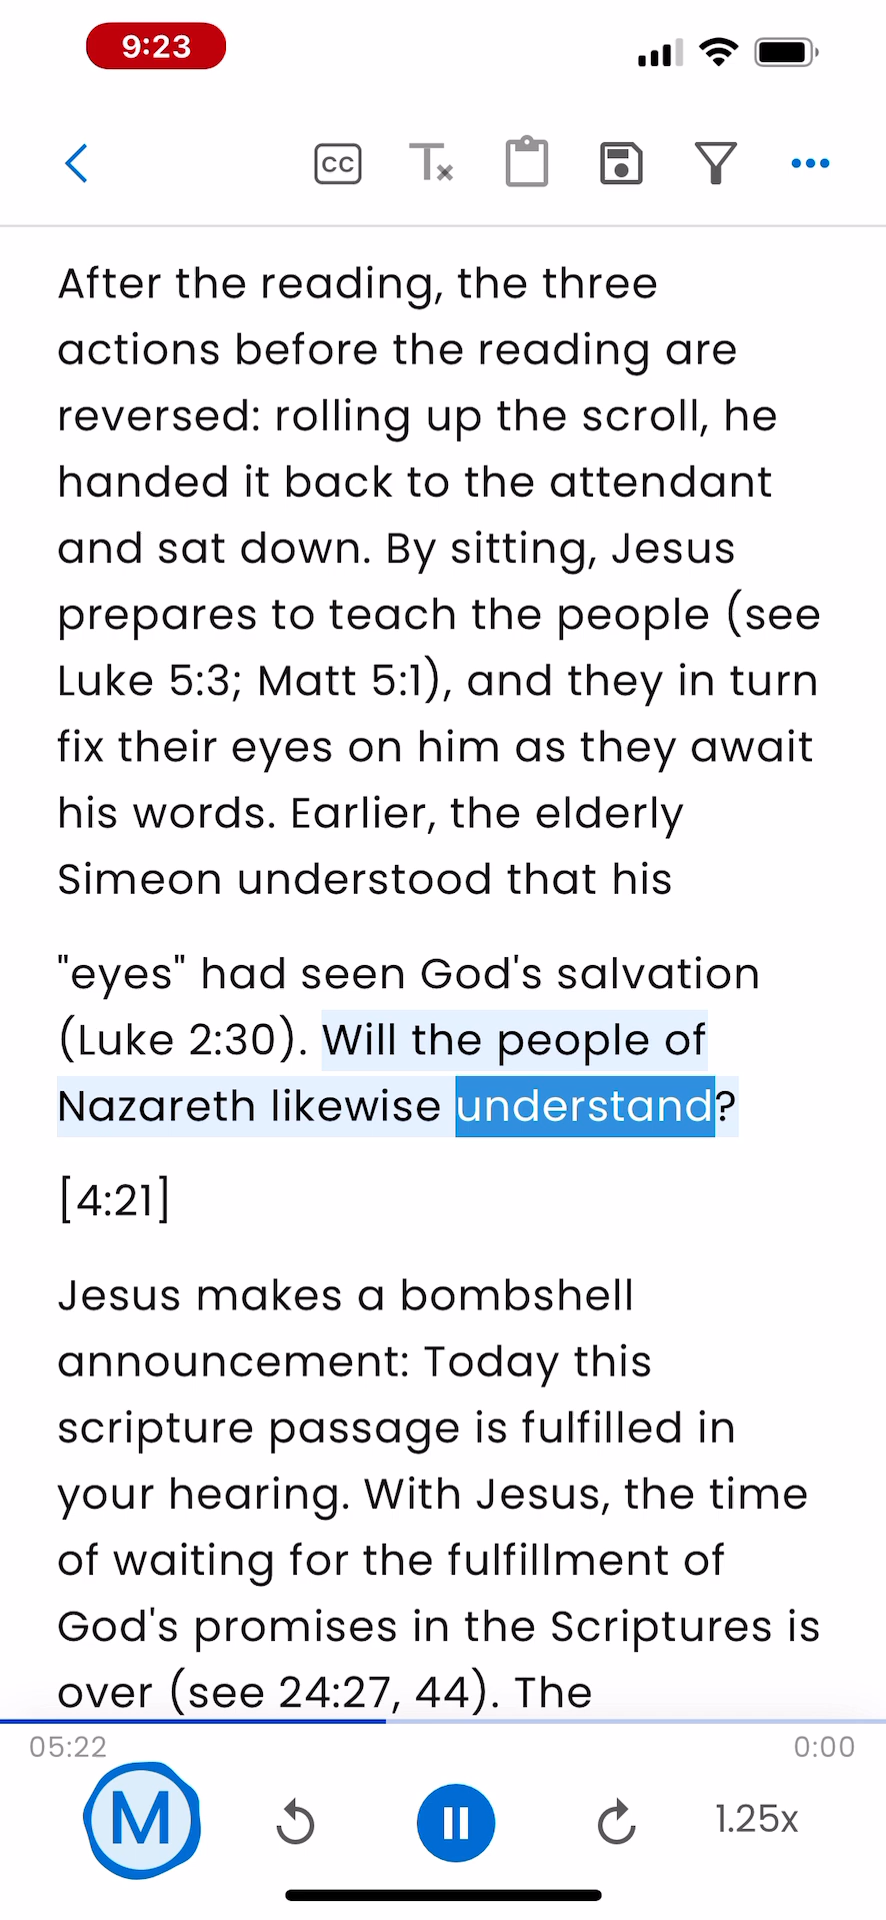 9:23
CC
Tx
After the reading, the three
actions before the reading are
reversed: rolling up the scroll, he
handed it back to the attendant
and sat down. By sitting, Jesus
prepares to teach the people (see
Luke 5:3; Matt 5:1), and they in turn
fix their eyes on him as they await
his words. Earlier, the elderly
Simeon understood that his
"eyes" had seen God's salvation
(Luke 2:30). Will the people of
Nazareth likewise understand?
[4:21]
Jesus makes a bombshell
announcement: Today this
scripture passage is fulfilled in
your hearing. With Jesus, the time
of waiting for the fulfillment of
God's promises in the Scriptures is
over (see 24:27, 44). The
05:22
0:00
M
1.25x